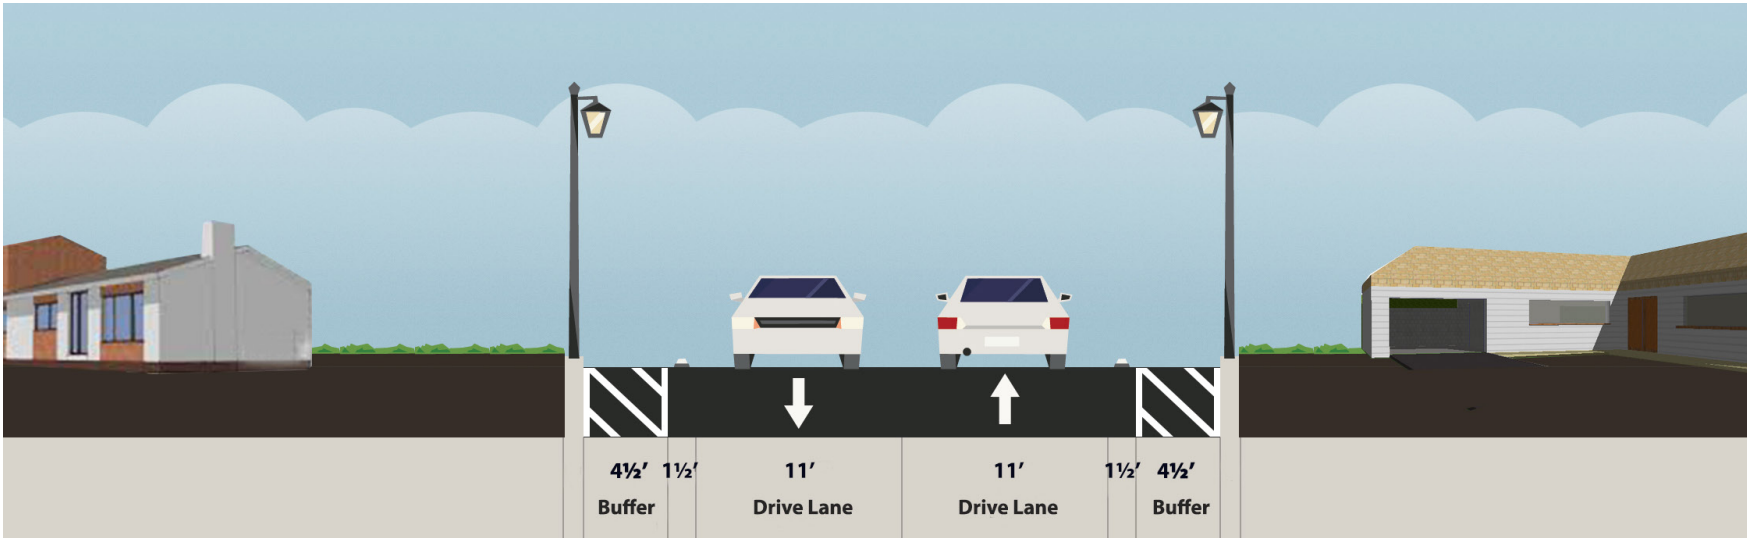 4½’ 1½’ 11’ 11’ 1½’ 4½’
Buffer Drive Lane Drive Lane Buffer